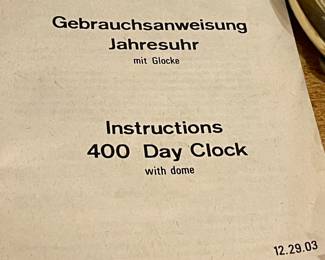 Gebrauchsanweisung
Jahresuhr
mit Glocke
Instructions
400 Day Clock
with dome
12.29.03